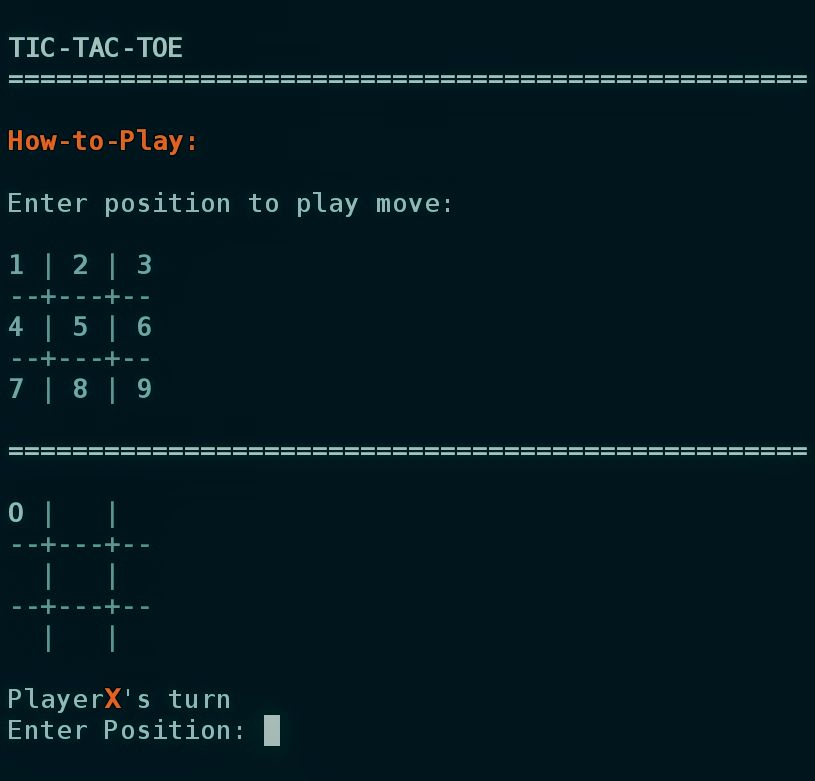 TIC-TAC-TOE
==================================================
How-to-Play:
Enter position to play move:
1 | 2 | 3
--+---+--
4 | 5 | 6
--+---+--
7 | 8 | 9
==================================================
O |   |
--+---+--
  |   |
--+---+--
  |   |
PlayerX's turn
Enter Position: